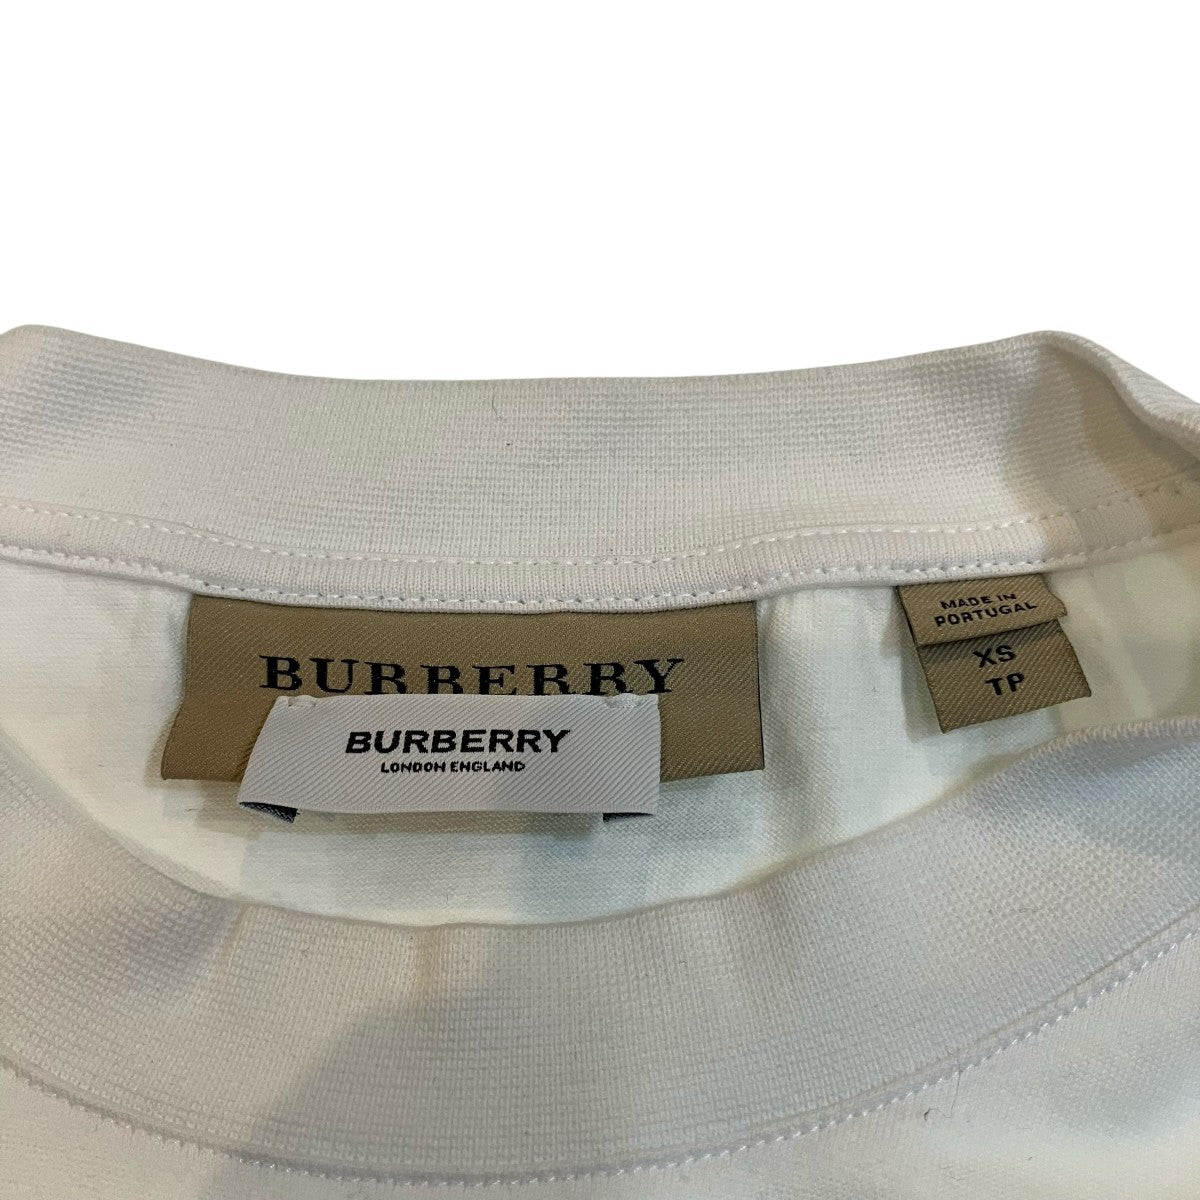 BURBERRY
BURBERRY
LONDON ENGLAND
MADE IN
PORTUGAL
XS
TP